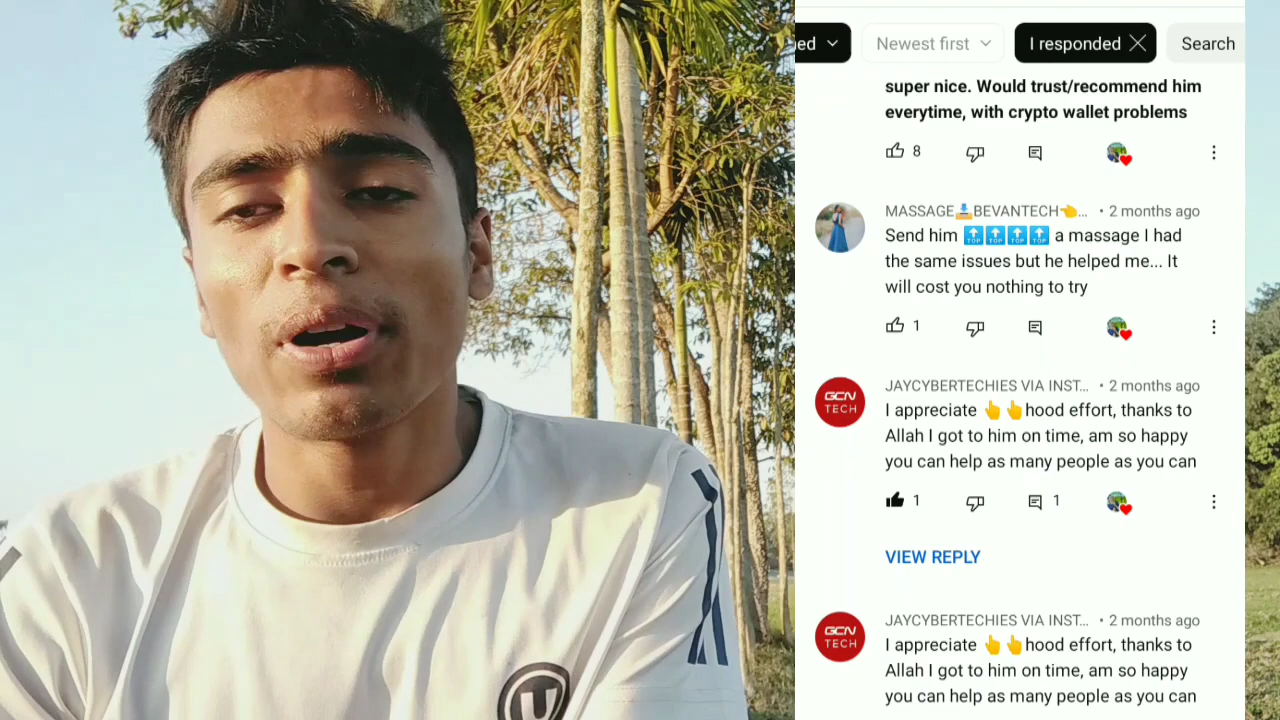 ed
Newest first
I responded
Search
super nice. Would trust/recommend him
everytime, with crypto wallet problems
8
MASSAGE📥BEVANTECH👈... • 2 months ago
Send him 🔝🔝🔝🔝 a massage I had
the same issues but he helped me... It
will cost you nothing to try
1
JAYCYBERTECHIES VIA INST... • 2 months ago
GCN
TECH
I appreciate 👆👆hood effort, thanks to
Allah I got to him on time, am so happy
you can help as many people as you can
1
1
VIEW REPLY
JAYCYBERTECHIES VIA INST... • 2 months ago
GCN
TECH
I appreciate 👆👆hood effort, thanks to
Allah I got to him on time, am so happy
you can help as many people as you can
U